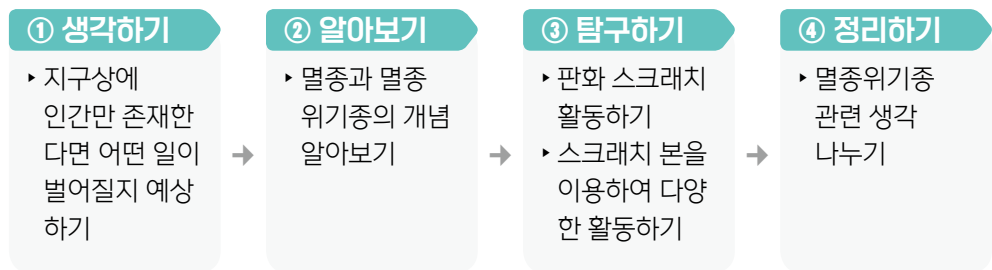 ① 생각하기
▸ 지구상에
인간만 존재한
다면 어떤 일이
벌어질지 예상
하기
② 알아보기
▸ 멸종과 멸종
위기종의 개념
알아보기
③ 탐구하기
▸ 판화 스크래치
활동하기
▸ 스크래치 본을
이용하여 다양
한 활동하기
④ 정리하기
▸ 멸종위기종
관련 생각
나누기